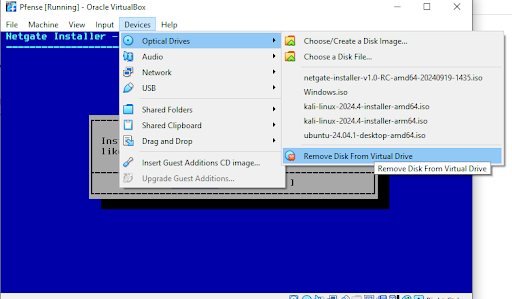 Pfense [Running] - Oracle VirtualBox
File Machine View Input Devices Help
Netgate Installer -
Optical Drives
Audio
Network
USB
Shared Folders
Shared Clipboard
Drag and Drop
Insert Guest Additions CD image...
Upgrade Guest Additions...
Choose/Create a Disk Image...
Choose a Disk File...
netgate-installer-v1.0-RC-amd64-20240919-1435.iso
Windows.iso
kali-linux-2024.4-installer-arm64.iso
kali-linux-2024.4-installer-amd64.iso
ubuntu-24.04.1-desktop-amd64.iso
Remove Disk From Virtual Drive
Remove Disk From Virtual Drive
Ins
lik
]